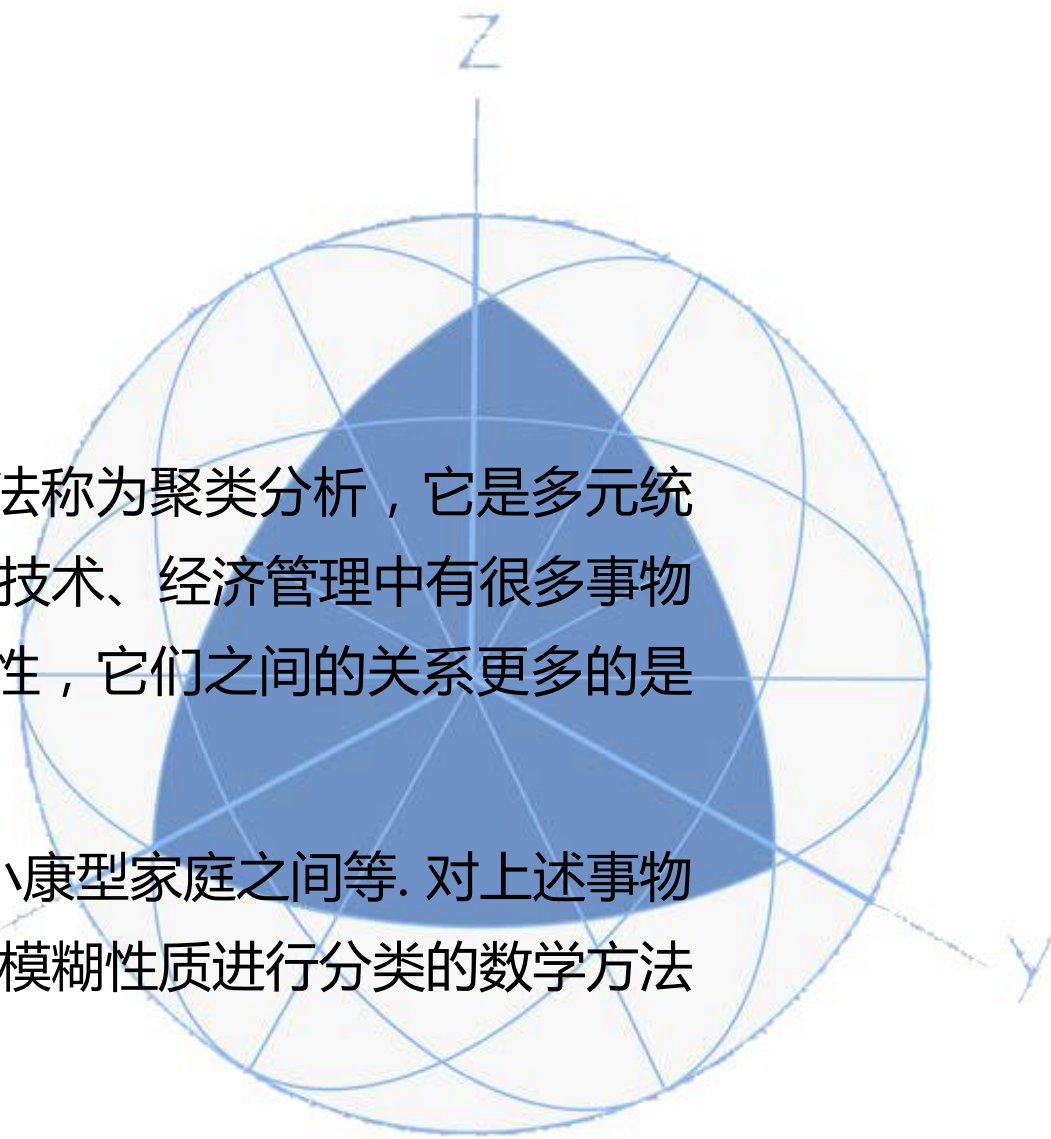 Z
法称为聚类分析，它是多元统
技术、经济管理中有很多事物
性，它们之间的关系更多的是
小康型家庭之间等. 对上述事物
模糊性质进行分类的数学方法
y